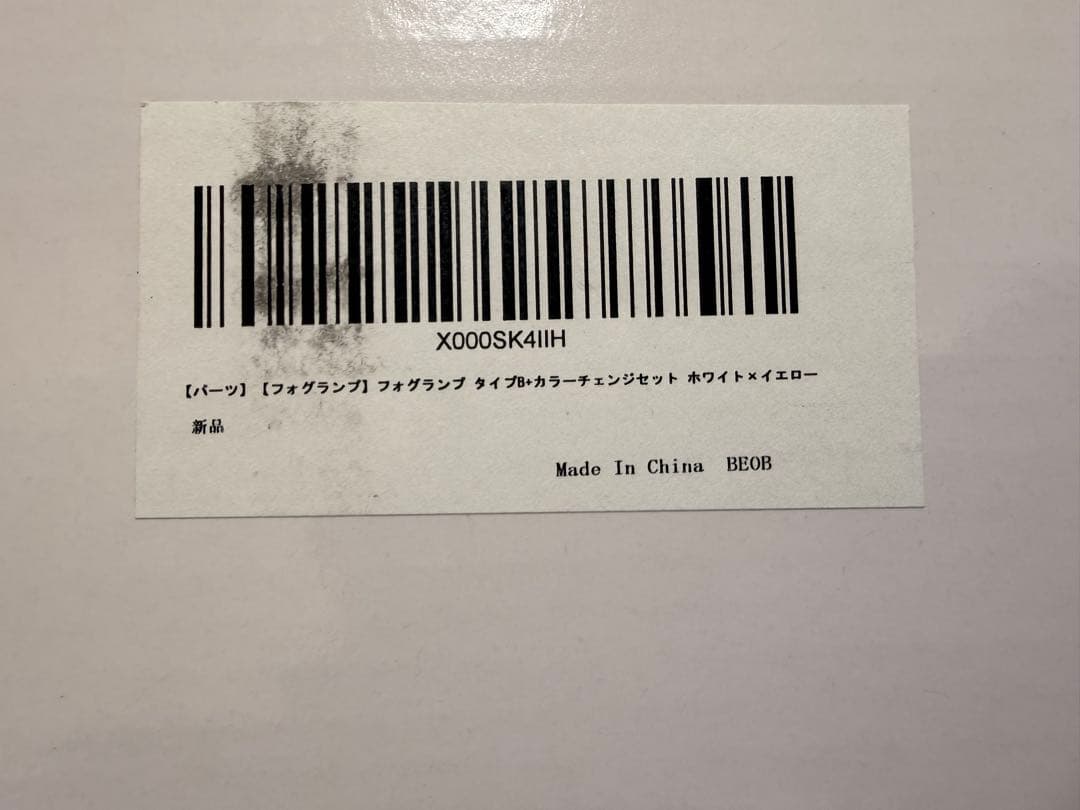 X000SK4IIH
【パーツ】【フォグランプ】フォグランプ タイプB+カラーチェンジセット ホワイト×イエロー
新品
Made In China BEOB